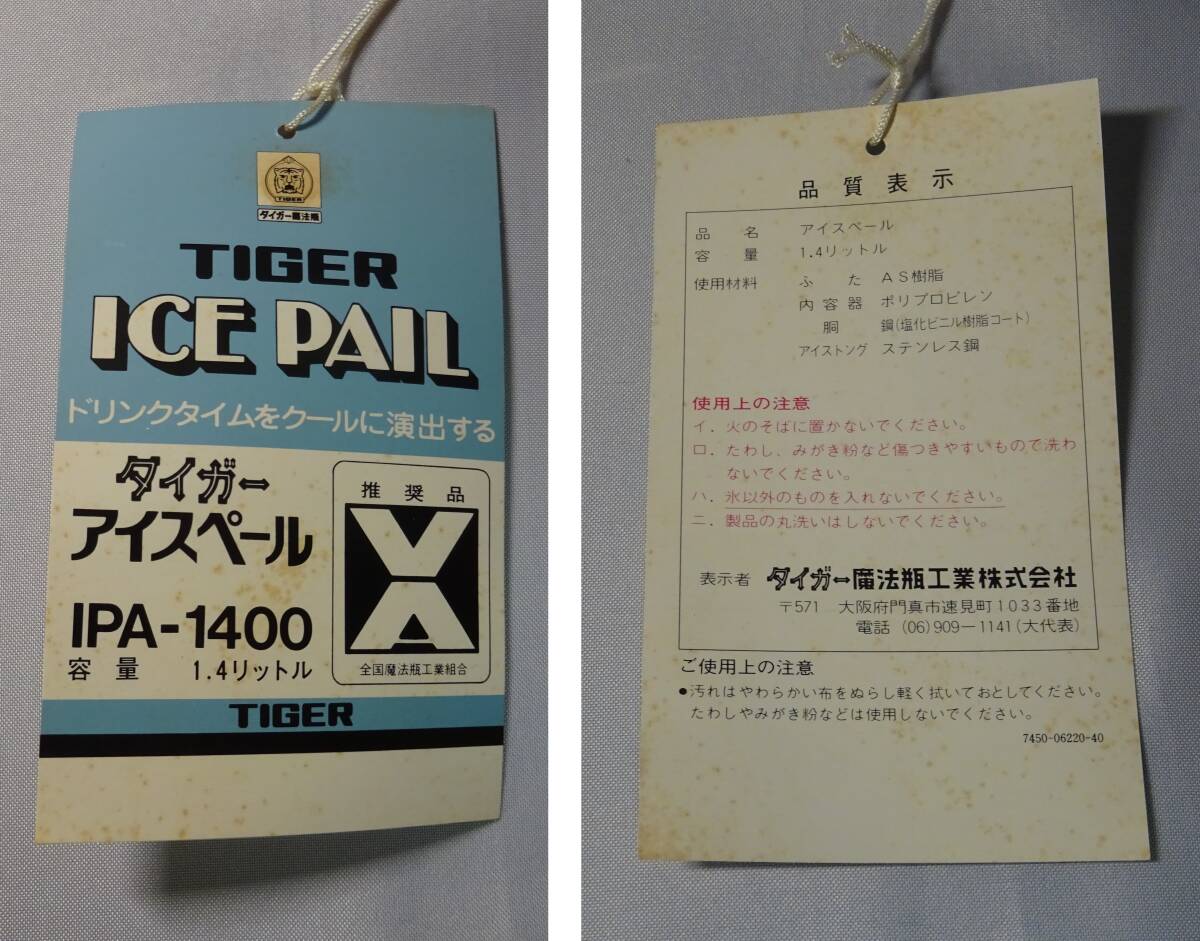 TIGER
タイガー魔法瓶
TIGER
ICE PAIL
ドリンクタイムをクールに演出する
タイガー
アイスペール
IPA-1400
容量 1.4リットル
推奨品
VA
全国魔法瓶工業組合
TIGER
品質表示
品名 アイスペール
容量 1.4リットル
使用材料 ふた AS樹脂
内容器 ポリプロピレン
胴 鋼(塩化ビニル樹脂コート)
アイストング ステンレス鋼
使用上の注意
イ. 火のそばに置かないでください。
ロ. たわし、みがき粉など傷つきやすいもので洗わ
ないでください。
ハ. 氷以外のものを入れないでください。
ニ. 製品の丸洗いはしないでください。
表示者 タイガー魔法瓶工業株式会社
〒571 大阪府門真市速見町1033番地
電話 (06)909-1141(大代表)
ご使用上の注意
●汚れはやわらかい布をぬらし軽く拭いておとしてください。
たわしやみがき粉などは使用しないでください。
7450-06220-40